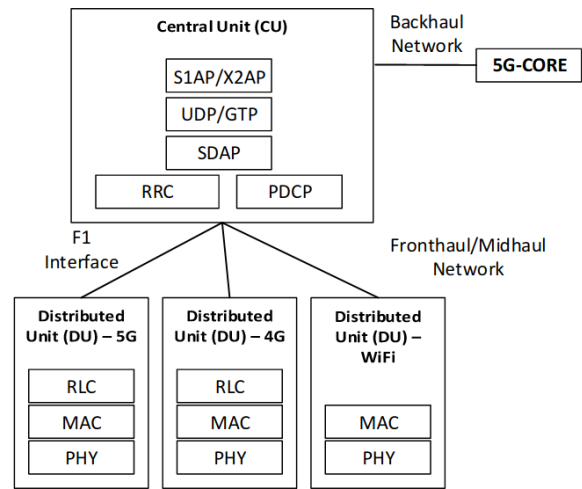 Central Unit (CU)
S1AP/X2AP
UDP/GTP
SDAP
RRC
PDCP
Backhaul
Network
5G-CORE
F1
Interface
Fronthaul/Midhaul
Network
Distributed
Unit (DU) – 5G
RLC
MAC
PHY
Distributed
Unit (DU) – 4G
RLC
MAC
PHY
Distributed
Unit (DU) –
WiFi
MAC
PHY